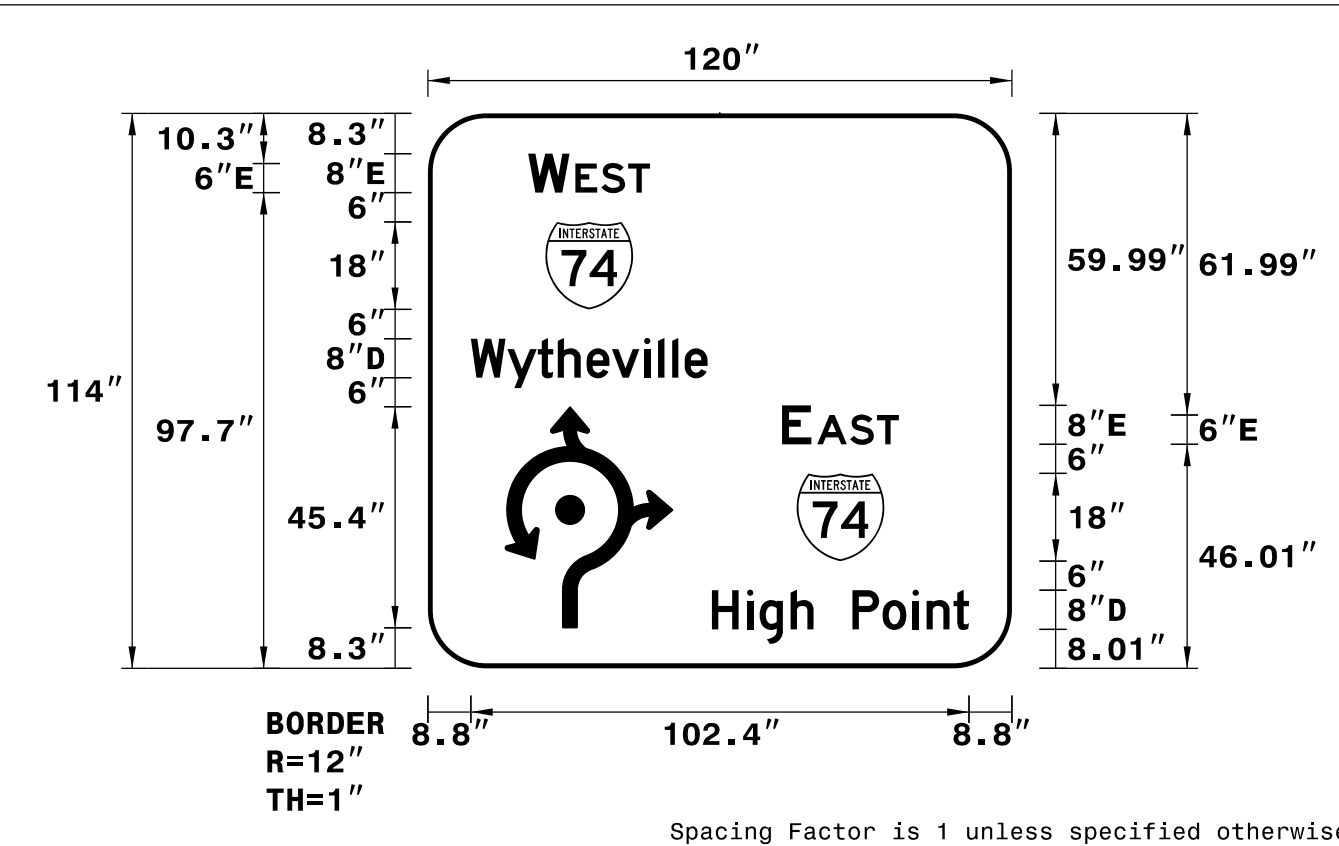 120″
10.3″
6″E
97.7″
114″
8.3″
8″E
6″
18″
6″
8″D
6″
45.4″
8.3″
WEST
INTERSTATE
74
Wytheville
EAST
INTERSTATE
74
High Point
59.99″
8″E
6″
18″
6″
8″D
8.01″
61.99″
6″E
46.01″
8.8″
102.4″
8.8″
BORDER
R=12″
TH=1″
Spacing Factor is 1 unless specified otherwise